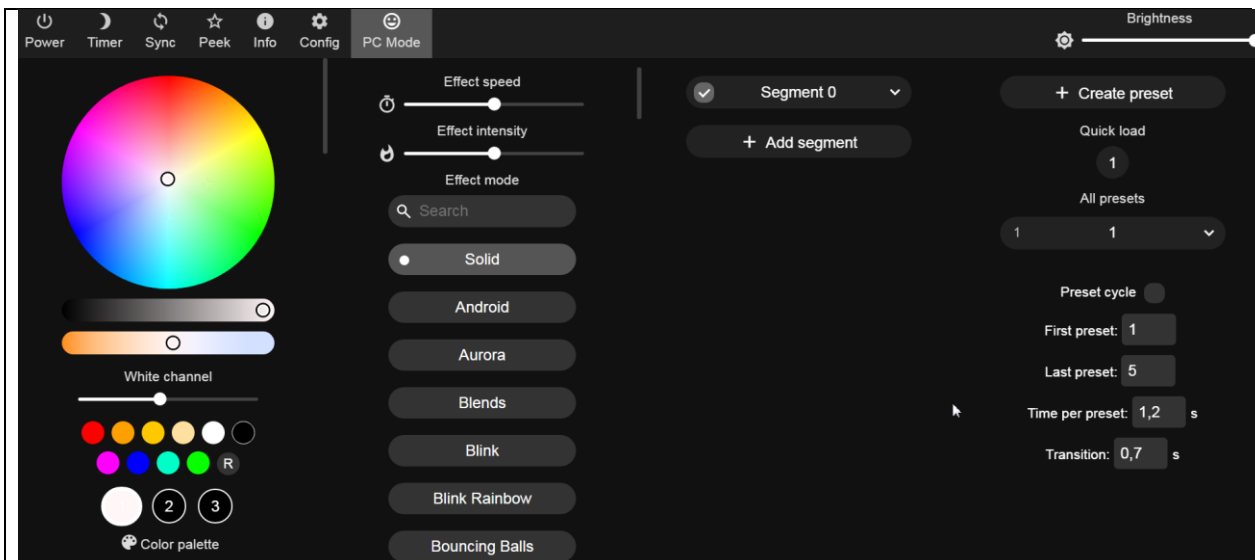 Power Timer Sync Peek Info Config PC Mode
Brightness
White channel
R
1 2 3
Color palette
Effect speed
Effect intensity
Effect mode
Search
Solid
Android
Aurora
Blends
Blink
Blink Rainbow
Bouncing Balls
Segment 0
+ Add segment
+ Create preset
Quick load
1
All presets
1 1
Preset cycle
First preset: 1
Last preset: 5
Time per preset: 1,2 s
Transition: 0,7 s